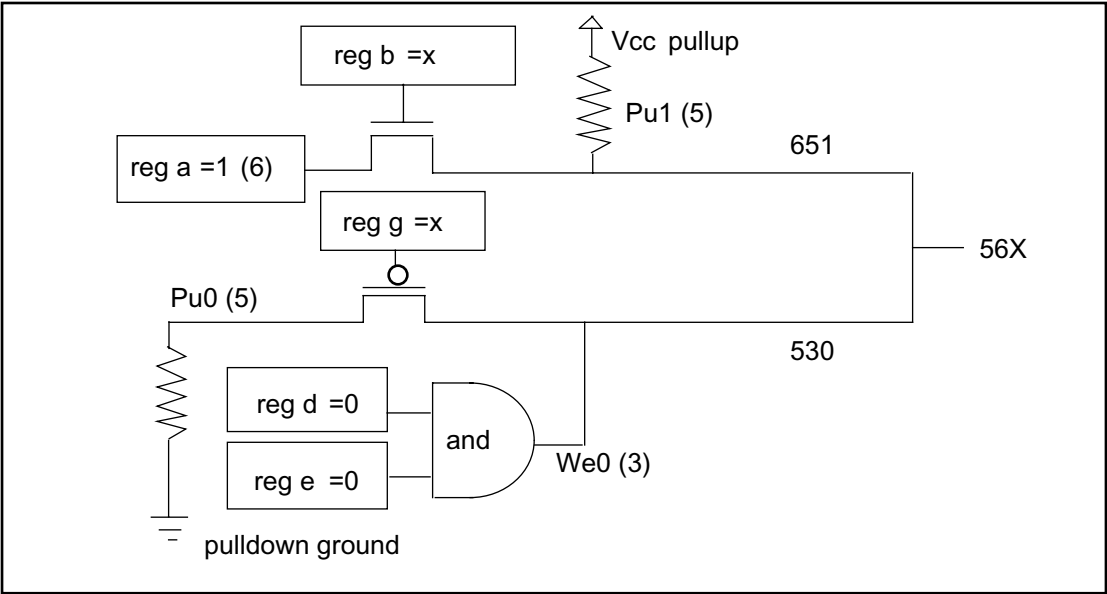 reg b =x
Vcc pullup
Pu1 (5)
651
reg a =1 (6)
reg g =x
56X
Pu0 (5)
530
reg d =0
and
We0 (3)
reg e =0
pulldown ground